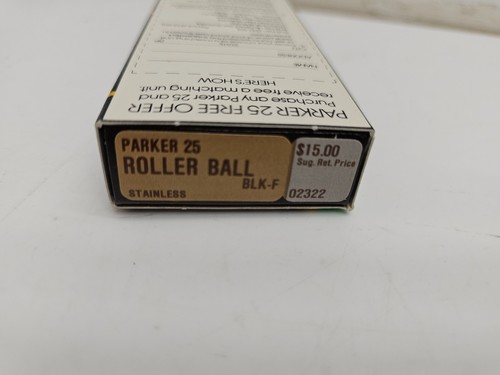 PARKER 25 FREE OFFER
Purchase any Parker 25 and
receive free a matching unit.
HERE'S HOW
PARKER 25
ROLLER BALL
BLK-F
STAINLESS
$15.00
Sug. Ret. Price
02322